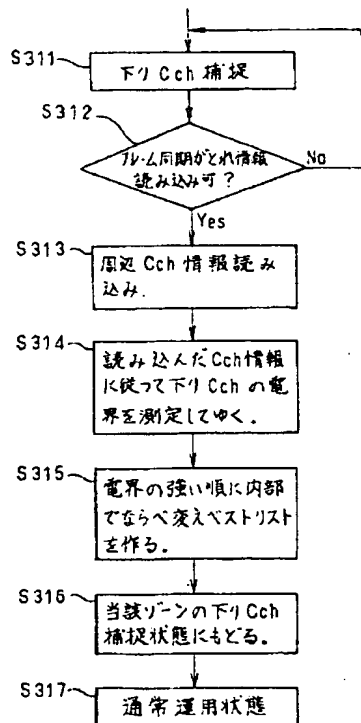 S311
下りCch 捕捉
S312
フレーム同期がとれ情報
読み込み可?
No
Yes
S313
周辺Cch 情報読み
込み.
S314
読み込んだCch情報
に従って下りCch の電
界を測定してゆく。
S315
電界の強い順に内部
でならべ変えベストリスト
を作る。
S316
当該ゾーンの下りCch
捕捉状態にもどる。
S317
通常運用状態